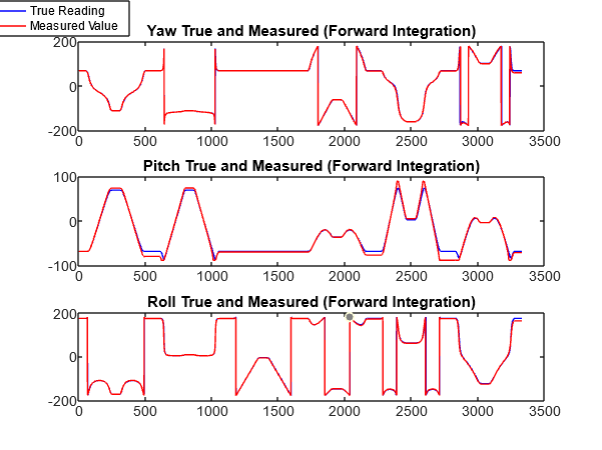 True Reading
Measured Value
Yaw True and Measured (Forward Integration)
200
0
-200
0 500 1000 1500 2000 2500 3000 3500
Pitch True and Measured (Forward Integration)
100
0
-100
0 500 1000 1500 2000 2500 3000 3500
Roll True and Measured (Forward Integration)
200
0
-200
0 500 1000 1500 2000 2500 3000 3500